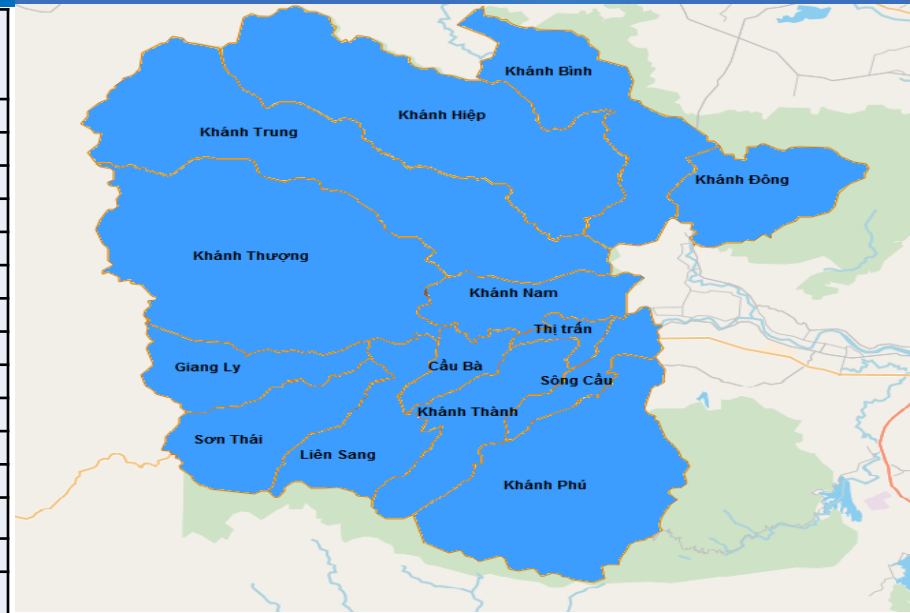 Khánh Bình
Khánh Hiệp
Khánh Trung
Khánh Đông
Khánh Thượng
Khánh Nam
Thị trấn
Giang Ly
Cầu Bà
Sông Cầu
Khánh Thành
Sơn Thái
Liên Sang
Khánh Phú